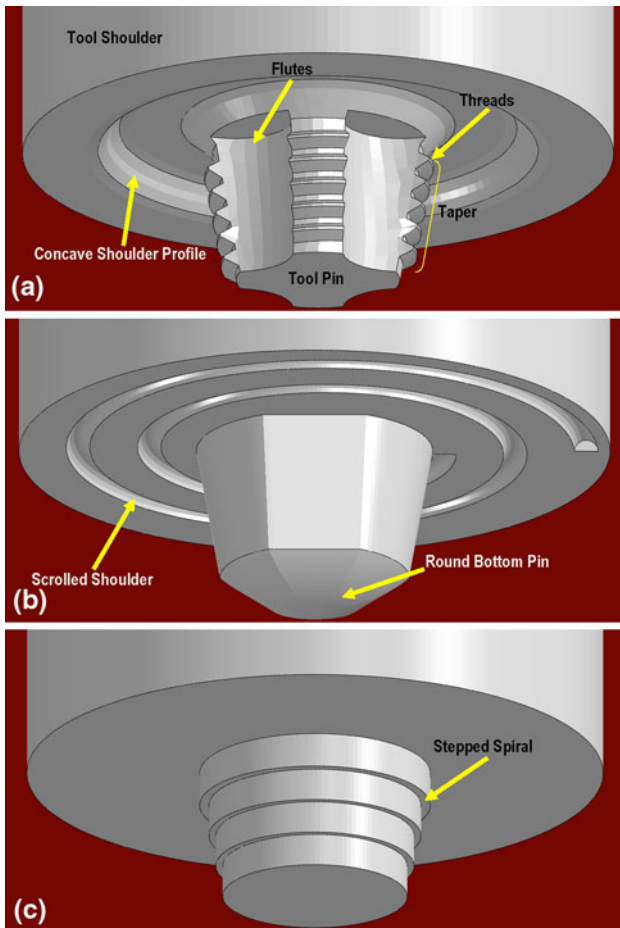 Tool Shoulder
Flutes
Threads
Taper
Concave Shoulder Profile
Tool Pin
(a)
Scrolled Shoulder
Round Bottom Pin
(b)
Stepped Spiral
(c)